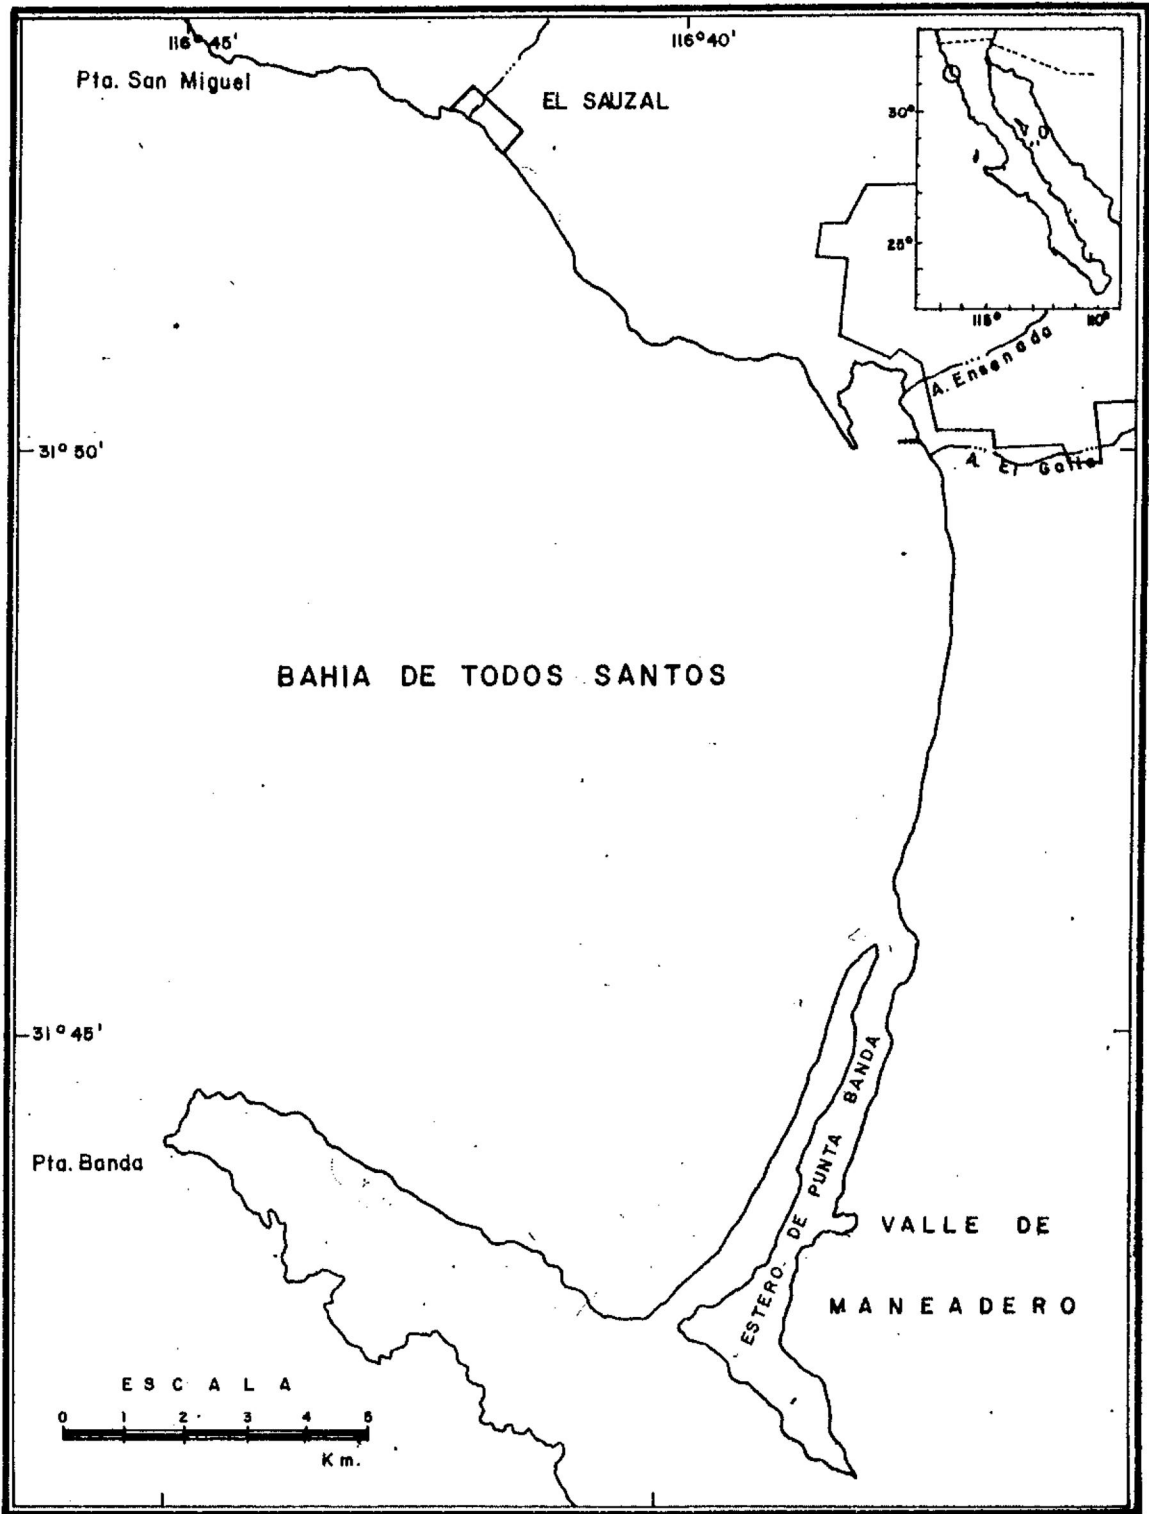 116° 45'
116° 40'
Pta. San Miguel
EL SAUZAL
30°
25°
115°
110°
A. Ensenada
31° 50'
A. El Gallo
BAHIA DE TODOS SANTOS
31° 45'
ESTERO DE PUNTA BANDA
Pta. Banda
VALLE DE
MANEADERO
ESCALA
0 1 2 3 4 5
Km.